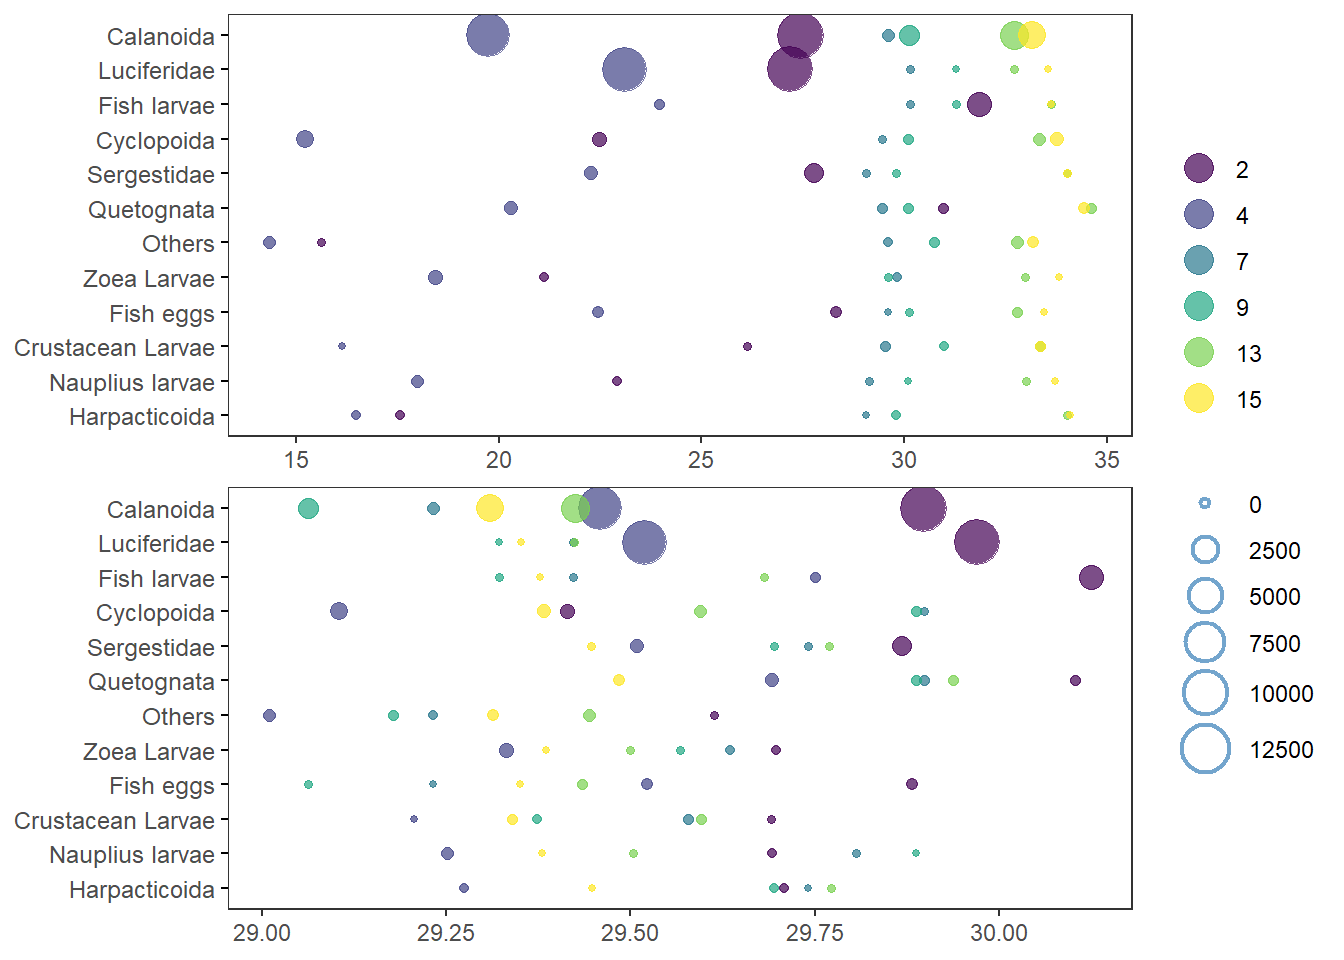 Calanoida
Luciferidae
Fish larvae
Cyclopoida
Sergestidae
Quetognata
Others
Zoea Larvae
Fish eggs
Crustacean Larvae
Nauplius larvae
Harpacticoida
15 20 25 30 35
2
4
7
9
13
15
Calanoida
Luciferidae
Fish larvae
Cyclopoida
Sergestidae
Quetognata
Others
Zoea Larvae
Fish eggs
Crustacean Larvae
Nauplius larvae
Harpacticoida
29.00 29.25 29.50 29.75 30.00
0
2500
5000
7500
10000
12500